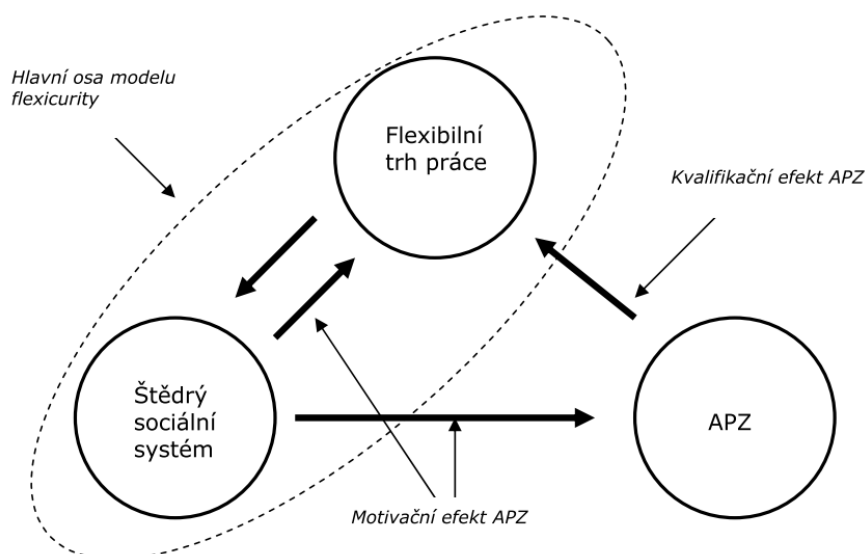 Hlavní osa modelu
flexicurity
Flexibilní
trh práce
Kvalifikační efekt APZ
Štědrý
sociální
systém
APZ
Motivační efekt APZ